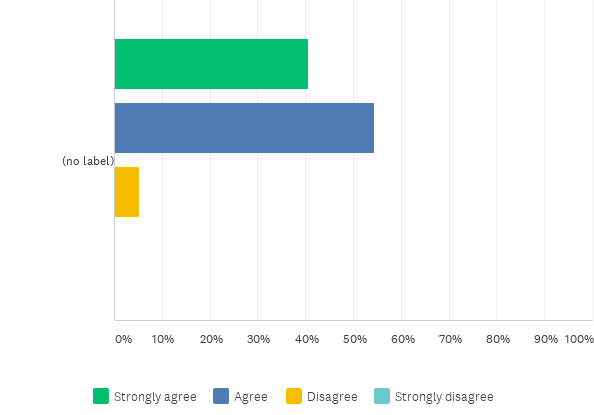 (no label)
0% 10% 20% 30% 40% 50% 60% 70% 80% 90% 100%
Strongly agree Agree Disagree Strongly disagree